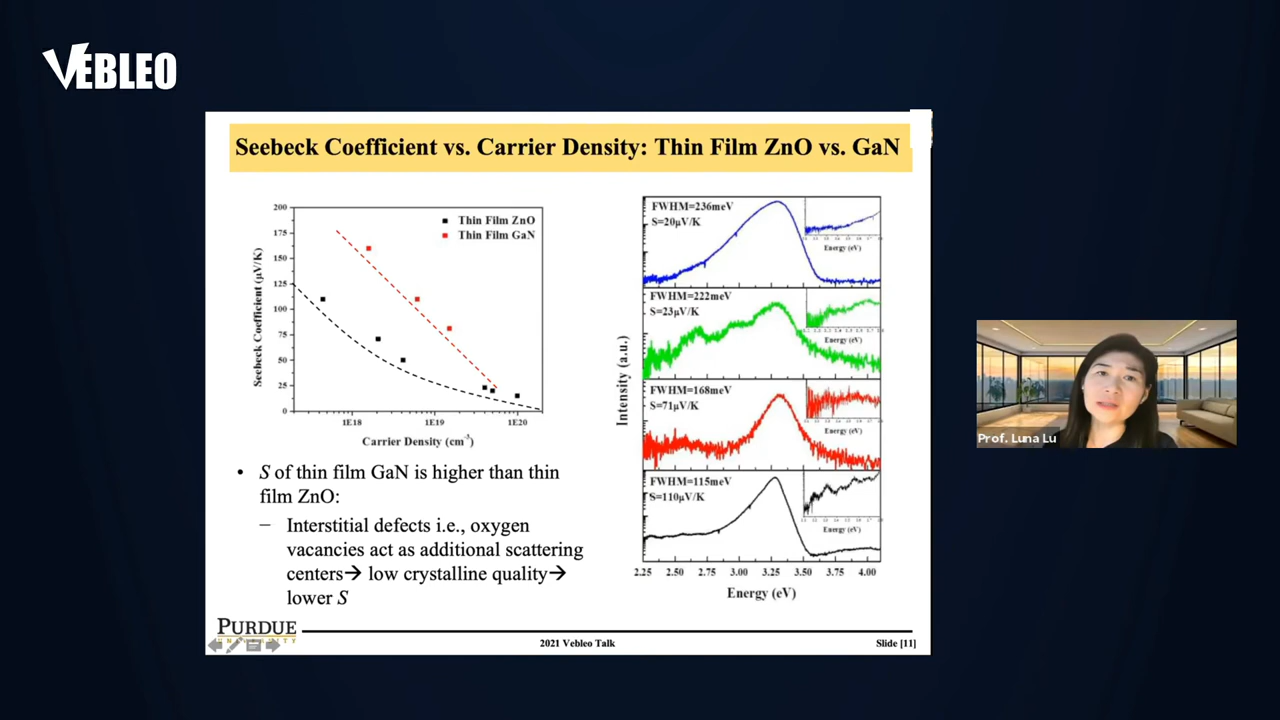 VEBLEO
Seebeck Coefficient vs. Carrier Density: Thin Film ZnO vs. GaN
200
175
150
125
100
75
50
25
0
Seebeck Coefficient (μV/K)
Thin Film ZnO
Thin Film GaN
1E18
1E19
1E20
Carrier Density (cm⁻³)
• S of thin film GaN is higher than thin
film ZnO:
– Interstitial defects i.e., oxygen
vacancies act as additional scattering
centers→ low crystalline quality→
lower S
Intensity (a.u.)
FWHM=236meV
S=20μV/K
Energy (eV)
FWHM=222meV
S=23μV/K
Energy (eV)
FWHM=168meV
S=71μV/K
Energy (eV)
FWHM=115meV
S=110μV/K
Energy (eV)
2.25 2.50 2.75 3.00 3.25 3.50 3.75 4.00
Energy (eV)
PURDUE
2021 Vebleo Talk
Slide [11]
Prof. Luna Lu